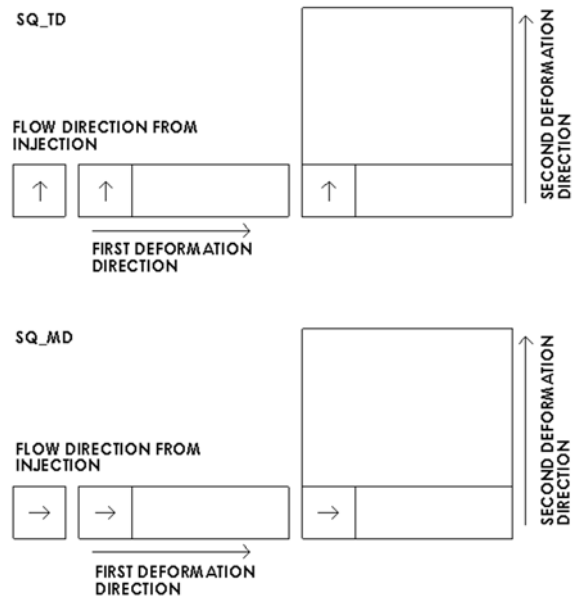 SQ_TD
FLOW DIRECTION FROM
INJECTION
FIRST DEFORMATION
DIRECTION
SECOND DEFORMATION
DIRECTION
SQ_MD
FLOW DIRECTION FROM
INJECTION
FIRST DEFORMATION
DIRECTION
SECOND DEFORMATION
DIRECTION